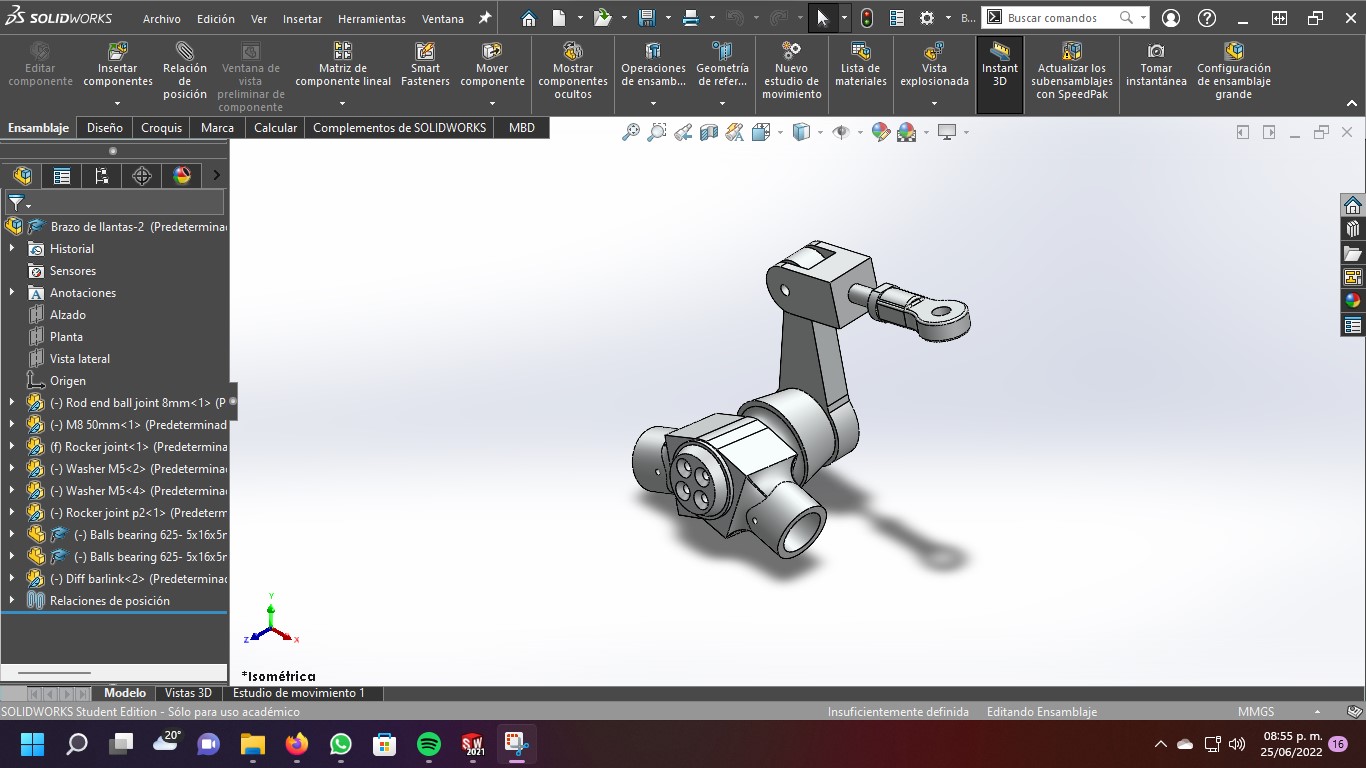 SOLIDWORKS Archivo Edición Ver Insertar Herramientas Ventana B... Buscar comandos
Editar componente
Insertar componentes
Relación de posición
Ventana de vista preliminar de componente
Matriz de componente lineal
Smart Fasteners
Mover componente
Mostrar componentes ocultos
Operaciones de ensamb...
Geometría de refer...
Nuevo estudio de movimiento
Lista de materiales
Vista explosionada
Instant 3D
Actualizar los subensamblajes con SpeedPak
Tomar instantánea
Configuración de ensamblaje grande
Ensamblaje Diseño Croquis Marca Calcular Complementos de SOLIDWORKS MBD
Brazo de llantas-2 (Predetermina
Historial
Sensores
Anotaciones
Alzado
Planta
Vista lateral
Origen
(-) Rod end ball joint 8mm<1> (P
(-) M8 50mm<1> (Predeterminad
(f) Rocker joint<1> (Predetermina
(-) Washer M5<2> (Predeterminad
(-) Washer M5<4> (Predeterminad
(-) Rocker joint p2<1> (Predeterm
(-) Balls bearing 625- 5x16x5r
(-) Balls bearing 625- 5x16x5r
(-) Diff barlink<2> (Predeterminad
Relaciones de posición
Y
Z X
*Isométrica
Modelo Vistas 3D Estudio de movimiento 1
SOLIDWORKS Student Edition - Sólo para uso académico Insuficientemente definida Editando Ensamblaje MMGS
20° SW 2021 08:55 p. m.
25/06/2022 16